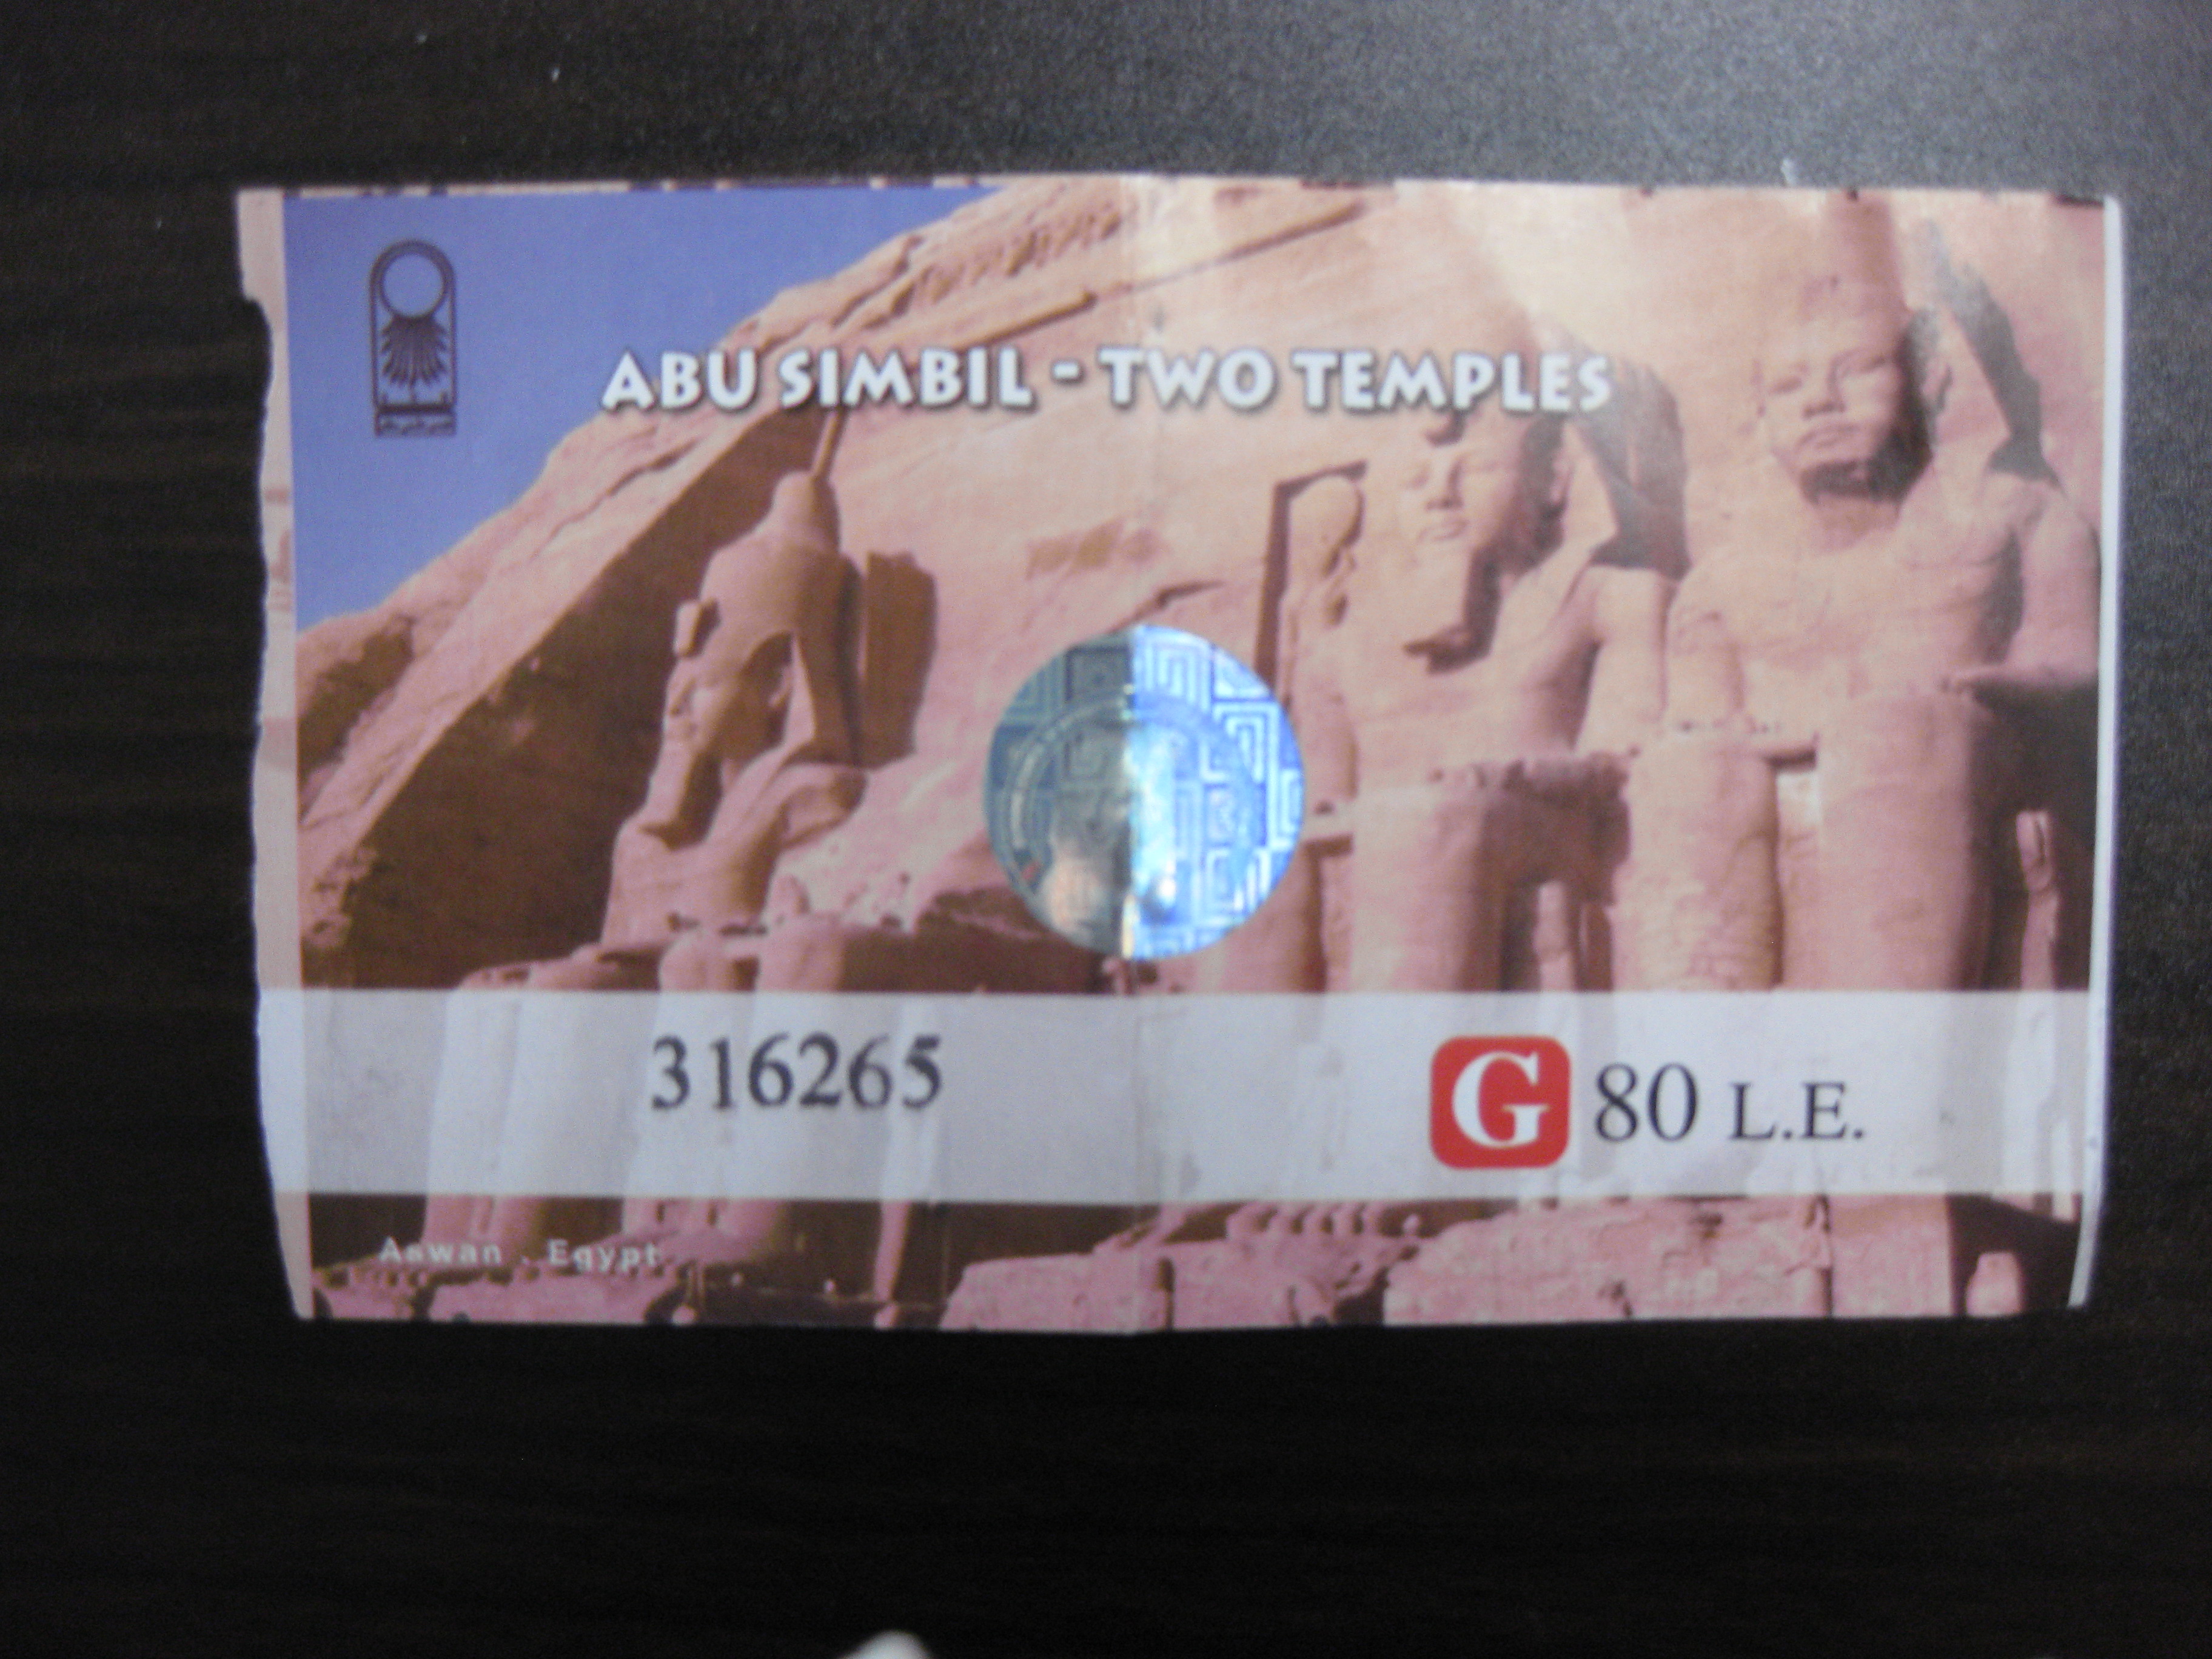 ABU SIMBIL - TWO TEMPLES
316265
G 80 L.E.
Aswan . Egypt